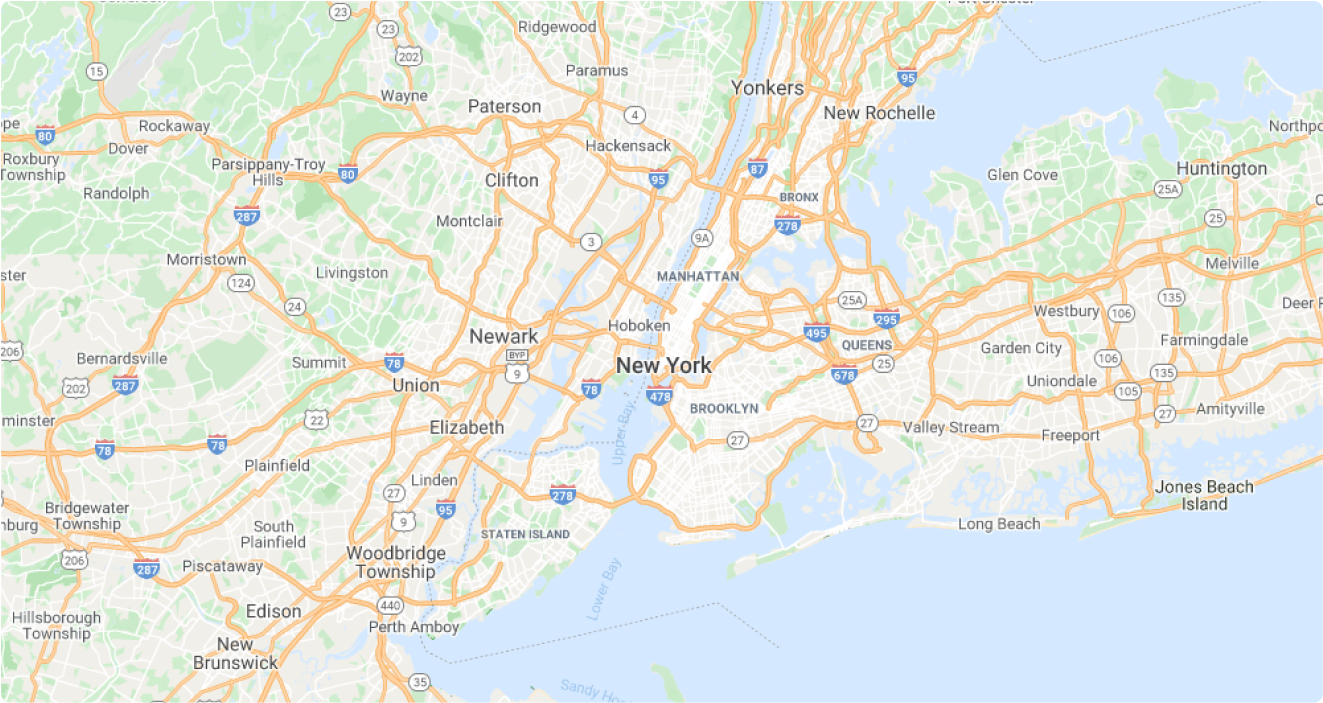 23
Ridgewood
23
202
15
Paramus
Yonkers
95
Wayne
Paterson
4
New Rochelle
80
Rockaway
Dover
Hackensack
Northpo
Roxbury
Township
Parsippany-Troy
Hills
80
Clifton
95
87
Glen Cove
Huntington
Randolph
BRONX
25A
287
Montclair
278
25
3
9A
Morristown
Livingston
MANHATTAN
Melville
124
24
25A
135
Deer P
Newark
Hoboken
495
295
Westbury
106
206
Bernardsville
Summit
78
BYP
9
New York
QUEENS
25
Garden City
Farmingdale
106
202
287
Union
78
478
678
Uniondale
135
105
minster
22
Elizabeth
BROOKLYN
27
27
Valley Stream
Freeport
27
Amityville
78
78
Plainfield
Upper Bay
Linden
27
9
95
278
Jones Beach
Island
Bridgewater
Township
nburg
South
Plainfield
STATEN ISLAND
Long Beach
206
287
Piscataway
Woodbridge
Township
Lower Bay
Edison
440
Perth Amboy
Hillsborough
Township
New
Brunswick
35
Sandy Ho